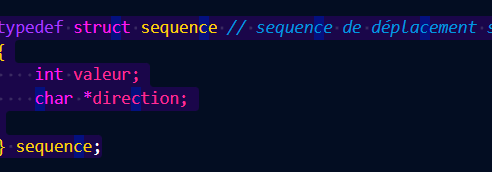 typedef struct sequence // sequence de déplacement
{
int valeur;
char *direction;
} sequence;